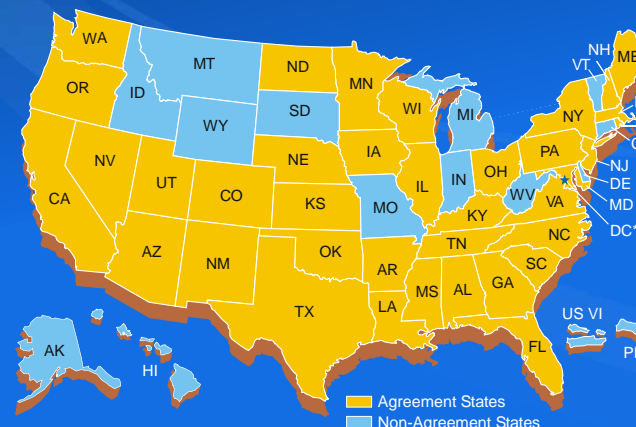 WA
MT
ND
MN
NH
VT
ME
OR
ID
SD
WI
MI
NY
WY
NV
NE
IA
PA
NJ
DE
MD
DC*
UT
CO
IL
IN
OH
WV
VA
CA
KS
MO
KY
NC
AZ
NM
OK
TN
SC
AR
MS
AL
GA
TX
LA
US VI
FL
AK
HI
Agreement States
Non-Agreement States